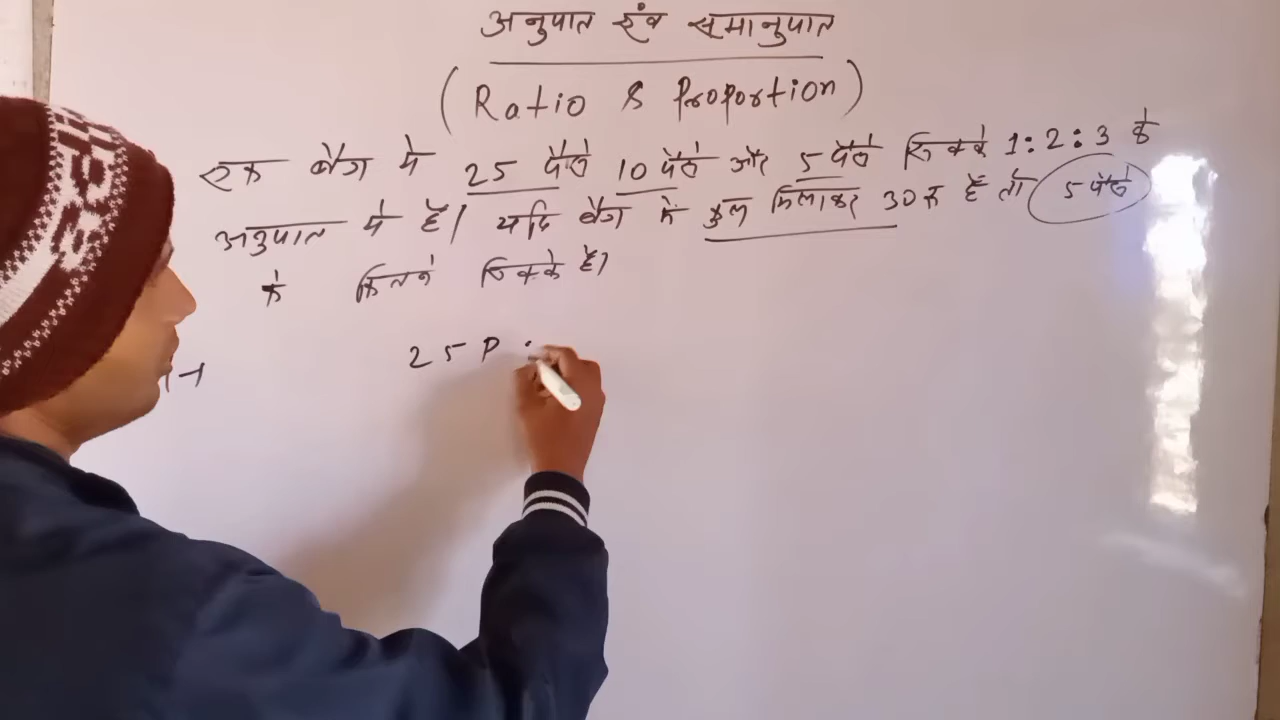 अनुपात एंव समानुपात
(Ratio & Proportion)
एक बैग मे 25 पैसे 10 पैसे और 5 पैसे सिक्के 1:2:3 के
अनुपात मे हैं। यदि बैग मे कुल मिलाकर 30रु हैं तो 5 पैसे
के कितने सिक्के है।
25 P :